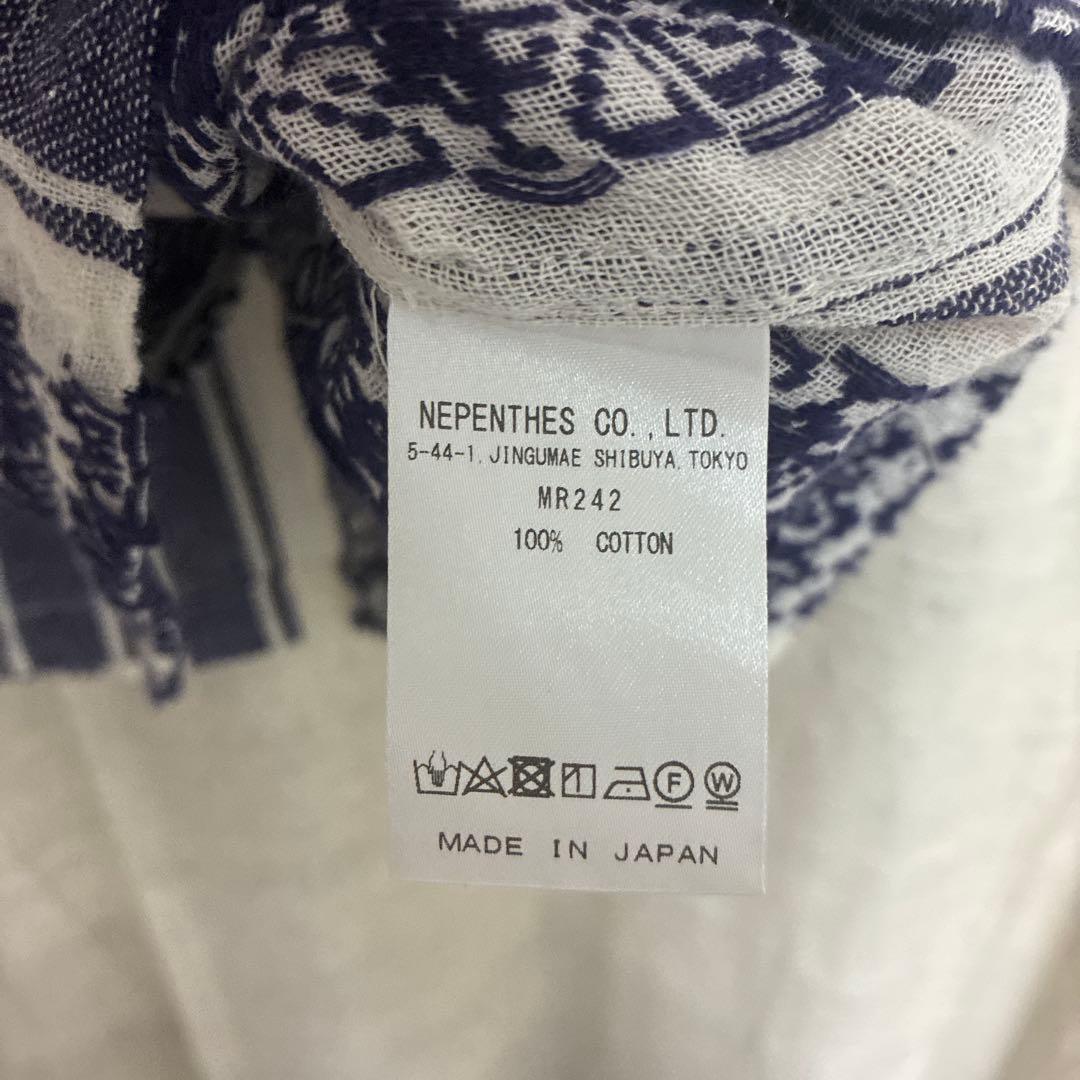 NEPENTHES CO.,LTD.
5-44-1, JINGUMAE SHIBUYA TOKYO
MR242
100% COTTON
F W
MADE IN JAPAN